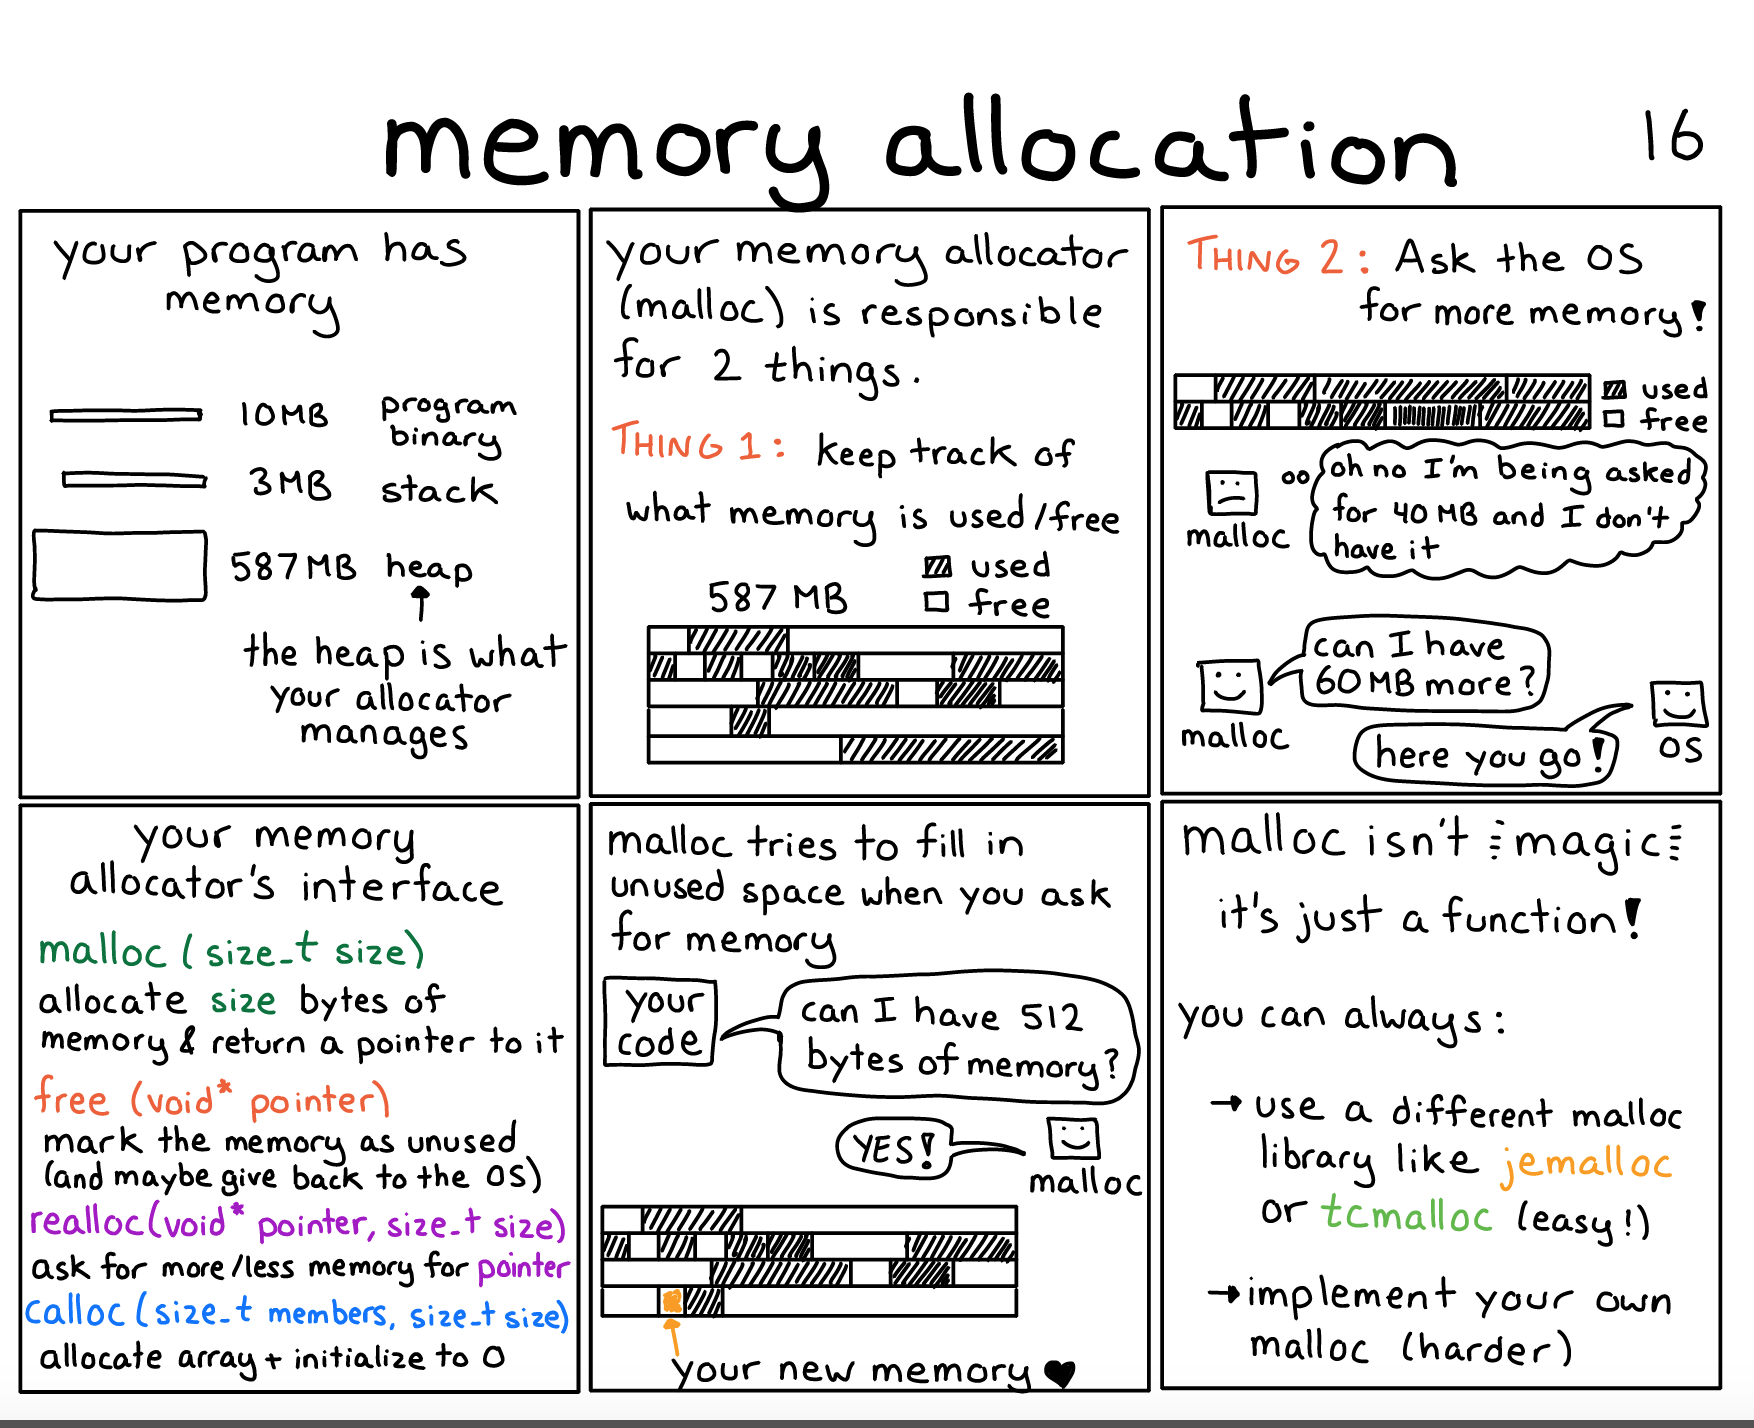 memory allocation
16
your program has
memory
10MB program
binary
3MB stack
587MB heap
the heap is what
your allocator
manages
your memory allocator
(malloc) is responsible
for 2 things.
THING 1: keep track of
what memory is used/free
used
587 MB
free
THING 2: Ask the OS
for more memory!
used
free
oh no I'm being asked
for 40 MB and I don't
have it
malloc
can I have
60MB more?
malloc
here you go!
OS
your memory
allocator's interface
malloc (size_t size)
allocate size bytes of
memory & return a pointer to it
free (void* pointer)
mark the memory as unused
(and maybe give back to the OS)
realloc(void* pointer, size_t size)
ask for more/less memory for pointer
calloc (size_t members, size_t size)
allocate array + initialize to 0
malloc tries to fill in
unused space when you ask
for memory
your
code
can I have 512
bytes of memory?
YES!
malloc
your new memory ♥
malloc isn't magic
it's just a function!
you can always:
→ use a different malloc
library like jemalloc
or tcmalloc (easy!)
→ implement your own
malloc (harder)